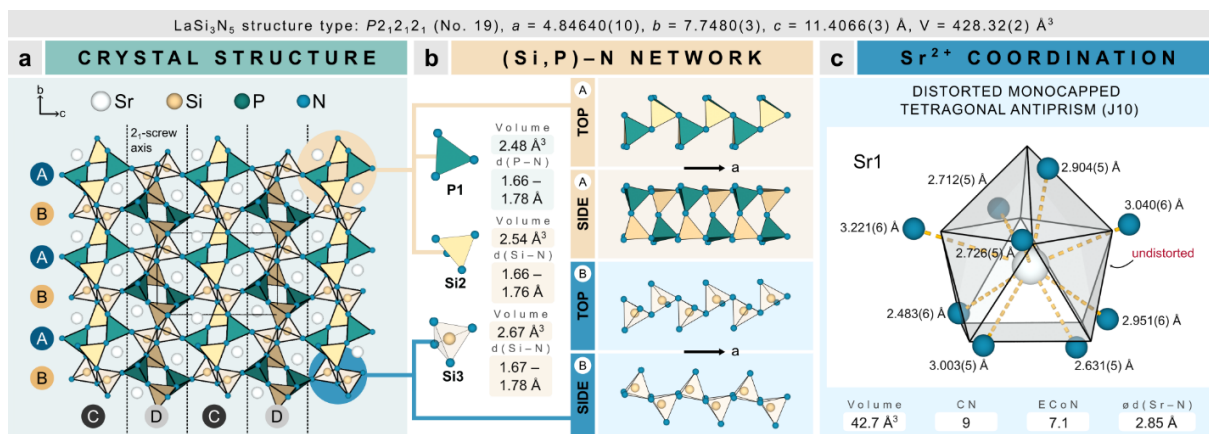 LaSi₃N₅ structure type: P2₁2₁2₁ (No. 19), a = 4.84640(10), b = 7.7480(3), c = 11.4066(3) Å, V = 428.32(2) Å³
a CRYSTAL STRUCTURE
b
c
Sr Si P N
2₁-screw
axis
A
B
A
B
A
B
C D C D
b (Si,P)–N NETWORK
P1
Volume
2.48 Å³
d(P–N)
1.66 –
1.78 Å
Si2
Volume
2.54 Å³
d(Si–N)
1.66 –
1.76 Å
Si3
Volume
2.67 Å³
d(Si–N)
1.67 –
1.78 Å
A TOP
a
A SIDE
B TOP
a
B SIDE
c Sr²⁺ COORDINATION
DISTORTED MONOCAPPED
TETRAGONAL ANTIPRISM (J10)
Sr1
2.904(5) Å
2.712(5) Å
3.040(6) Å
3.221(6) Å
2.726(5) Å
undistorted
2.483(6) Å
2.951(6) Å
3.003(5) Å
2.631(5) Å
Volume CN ECoN ød(Sr–N)
42.7 Å³ 9 7.1 2.85 Å